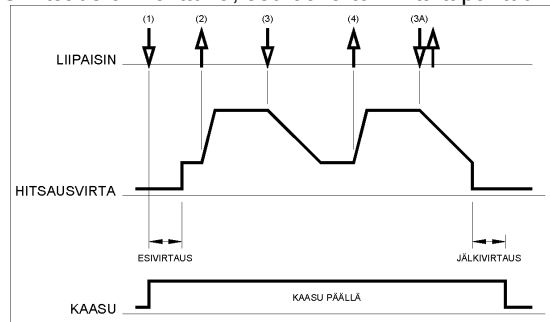 (1) (2) (3) (4) (3A)
LIIPAISIN
HITSAUSVIRTA
ESIVIRTAUS JÄLKIVIRTAUS
KAASU PÄÄLLÄ
KAASU